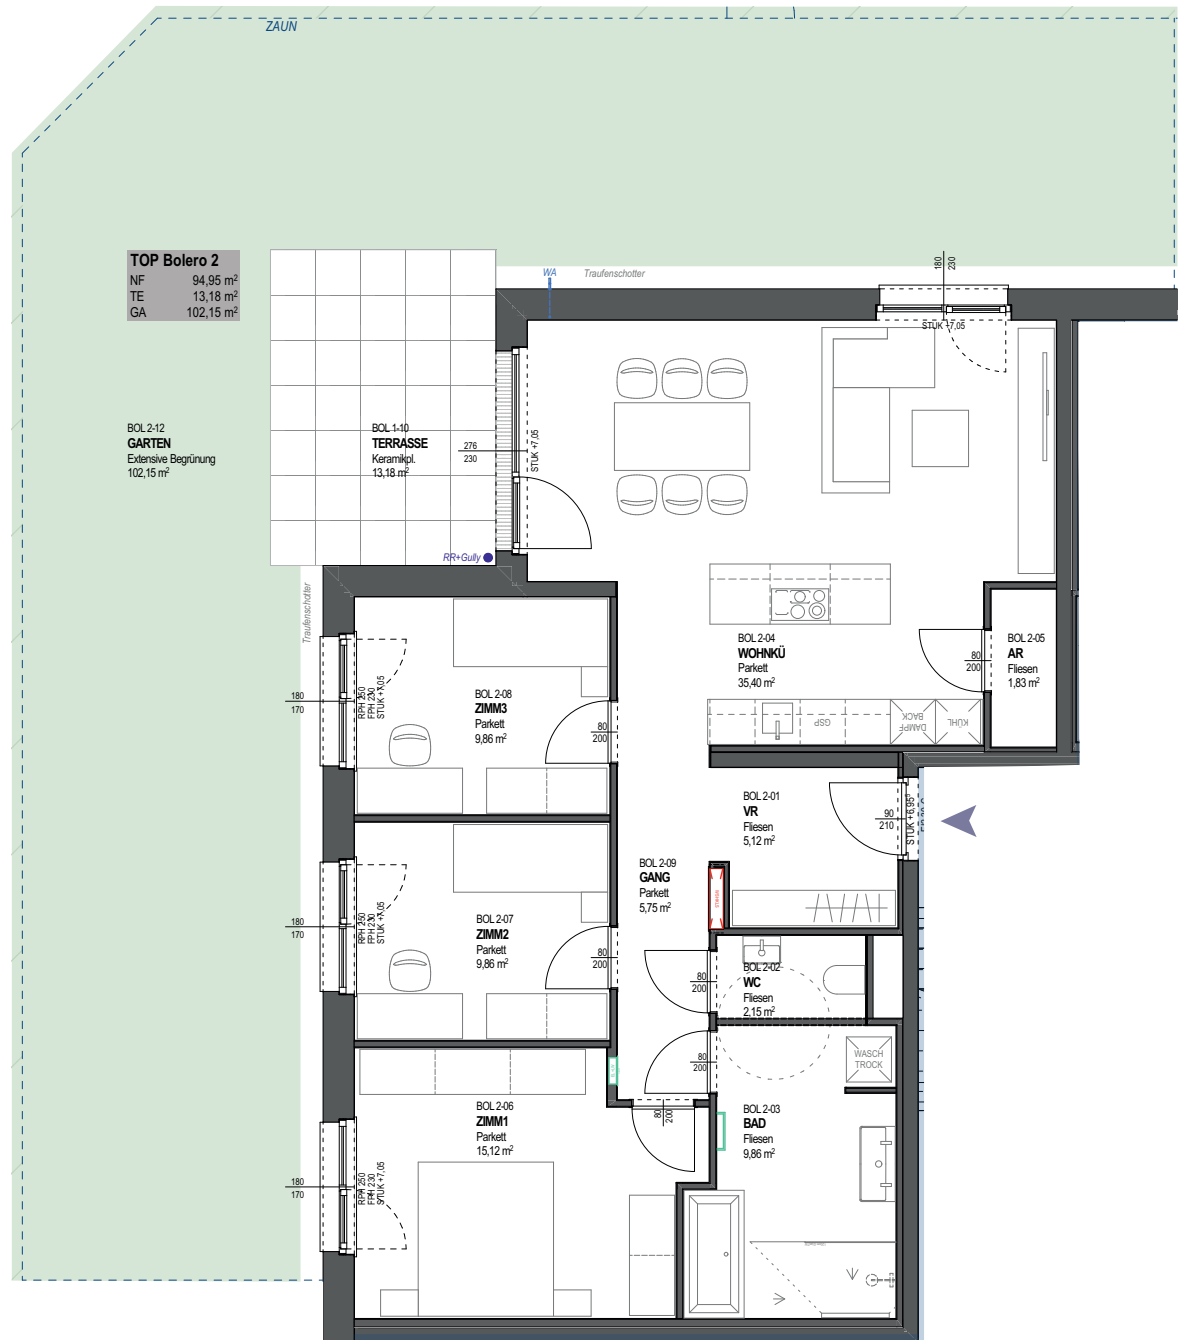 ZAUN
TOP Bolero 2
NF 94,95 m²
TE 13,18 m²
GA 102,15 m²
WA
Traufenschotter
180
230
STUK +7,05
BOL 2-12
GARTEN
Extensive Begrünung
102,15 m²
BOL 1-10
TERRASSE
Keramikpl.
13,18 m²
276
230
STUK +7,05
RR+Gully
Traufenschotter
BOL 2-04
WOHNKÜ
Parkett
35,40 m²
80
200
BOL 2-05
AR
Fliesen
1,83 m²
GSP
DAMPF
BACK
KÜHL
180
170
RPH 250
FPH 230
STUK +7,05
BOL 2-08
ZIMM3
Parkett
9,86 m²
80
200
BOL 2-01
VR
Fliesen
5,12 m²
90
210
STUK +6,95⁵
BOL 2-09
GANG
Parkett
5,75 m²
180
170
RPH 250
FPH 230
STUK +7,05
BOL 2-07
ZIMM2
Parkett
9,86 m²
80
200
80
200
BOL 2-02
WC
Fliesen
2,15 m²
80
200
WASCH
TROCK
BOL 2-06
ZIMM1
Parkett
15,12 m²
80
200
BOL 2-03
BAD
Fliesen
9,86 m²
180
170
RPH 250
FPH 230
STUK +7,05